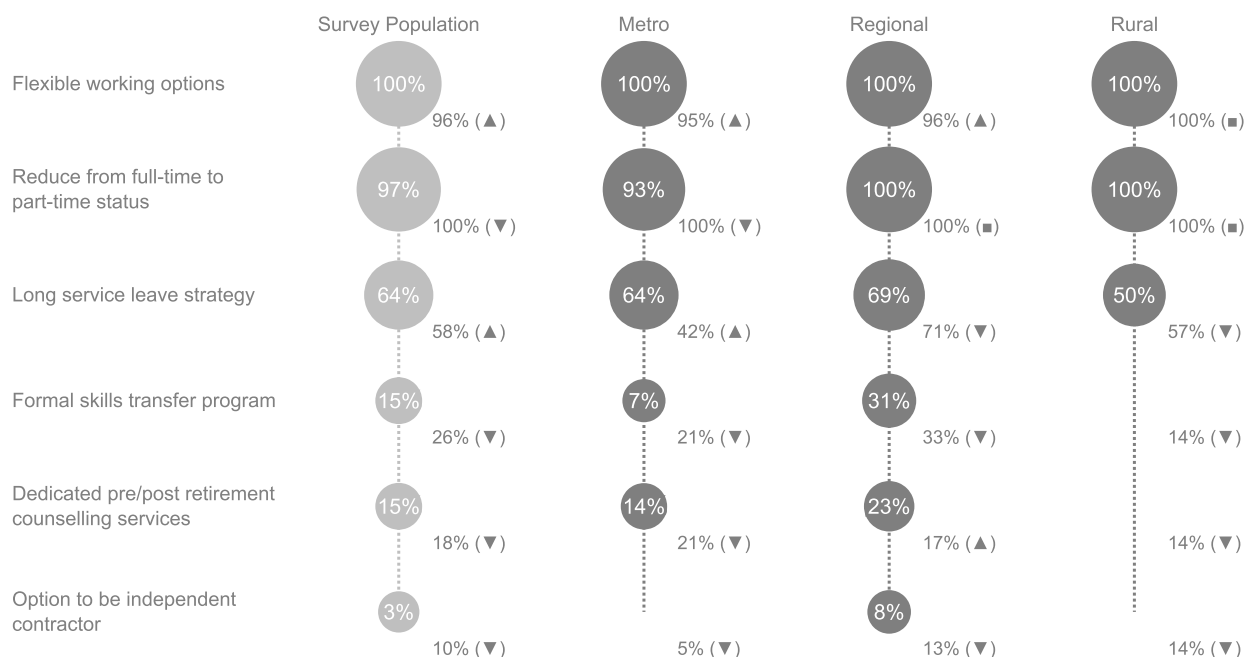 Survey Population Metro Regional Rural
Flexible working options 100% 100% 100% 100%
96% (▲) 95% (▲) 96% (▲) 100% (■)
Reduce from full-time to
part-time status
97% 93% 100% 100%
100% (▼) 100% (▼) 100% (■) 100% (■)
Long service leave strategy 64% 64% 69% 50%
58% (▲) 42% (▲) 71% (▼) 57% (▼)
Formal skills transfer program 15% 7% 31%
26% (▼) 21% (▼) 33% (▼) 14% (▼)
Dedicated pre/post retirement
counselling services
15% 14% 23%
18% (▼) 21% (▼) 17% (▲) 14% (▼)
Option to be independent
contractor
3% 8%
10% (▼) 5% (▼) 13% (▼) 14% (▼)